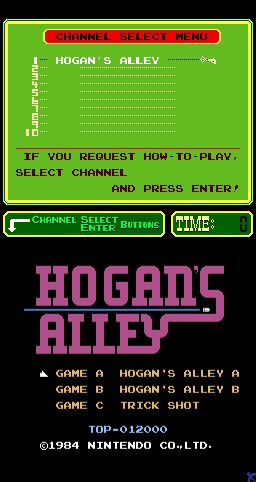 CHANNEL SELECT MENU
1 HOGAN'S ALLEY
2
3
4
5
6
7
8
9
10
IF YOU REQUEST HOW-TO-PLAY,
SELECT CHANNEL
AND PRESS ENTER!
CHANNEL SELECT
ENTER BUTTONS
TIME: 0
HOGAN'S
ALLEY
GAME A HOGAN'S ALLEY A
GAME B HOGAN'S ALLEY B
GAME C TRICK SHOT
TOP-012000
©1984 NINTENDO CO.,LTD.